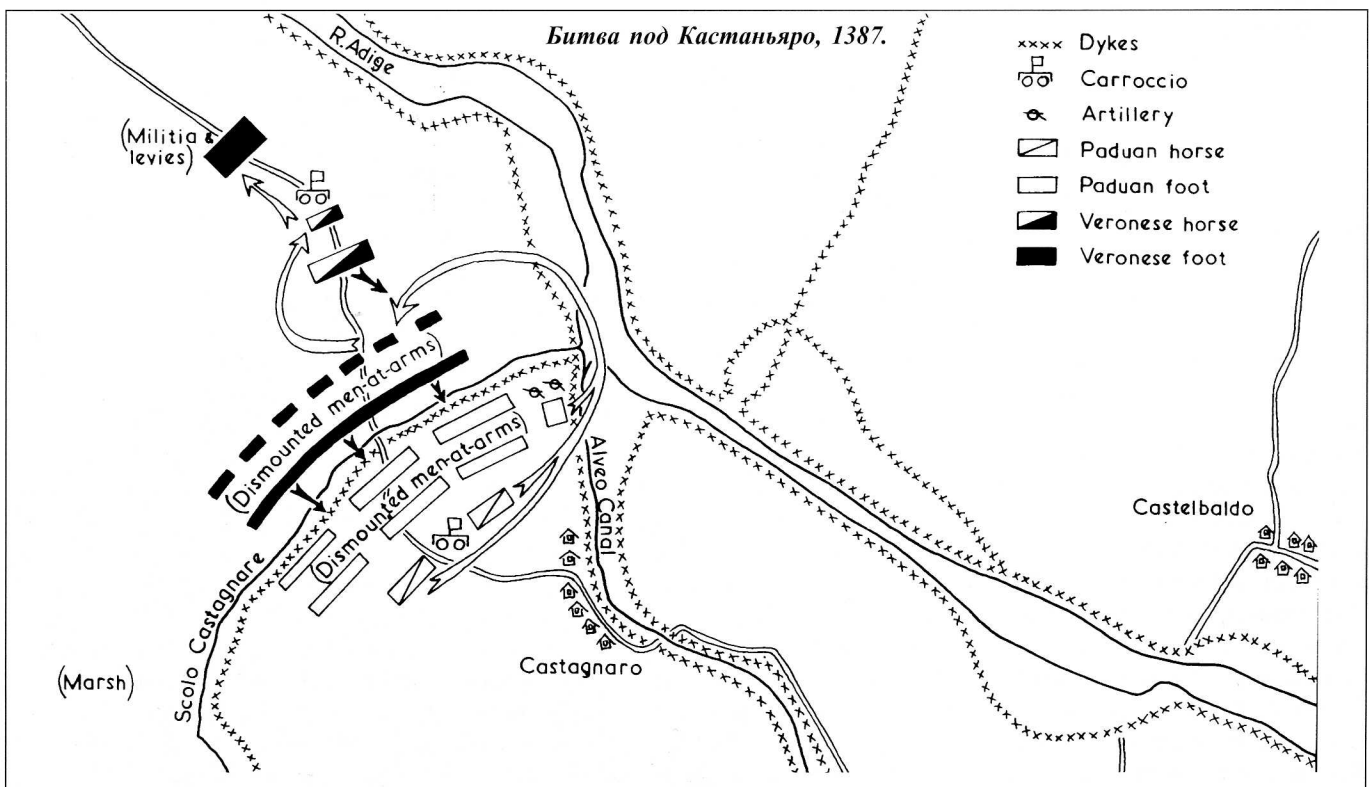 Битва под Кастаньяро, 1387.
R. Adige
Dykes
Carroccio
Artillery
Paduan horse
Paduan foot
Veronese horse
Veronese foot
(Militia &
levies)
(Dismounted men-at-arms)
(Dismounted men-at-arms)
Alveo Canal
Castelbaldo
Castagnaro
Scolo Castagnare
(Marsh)